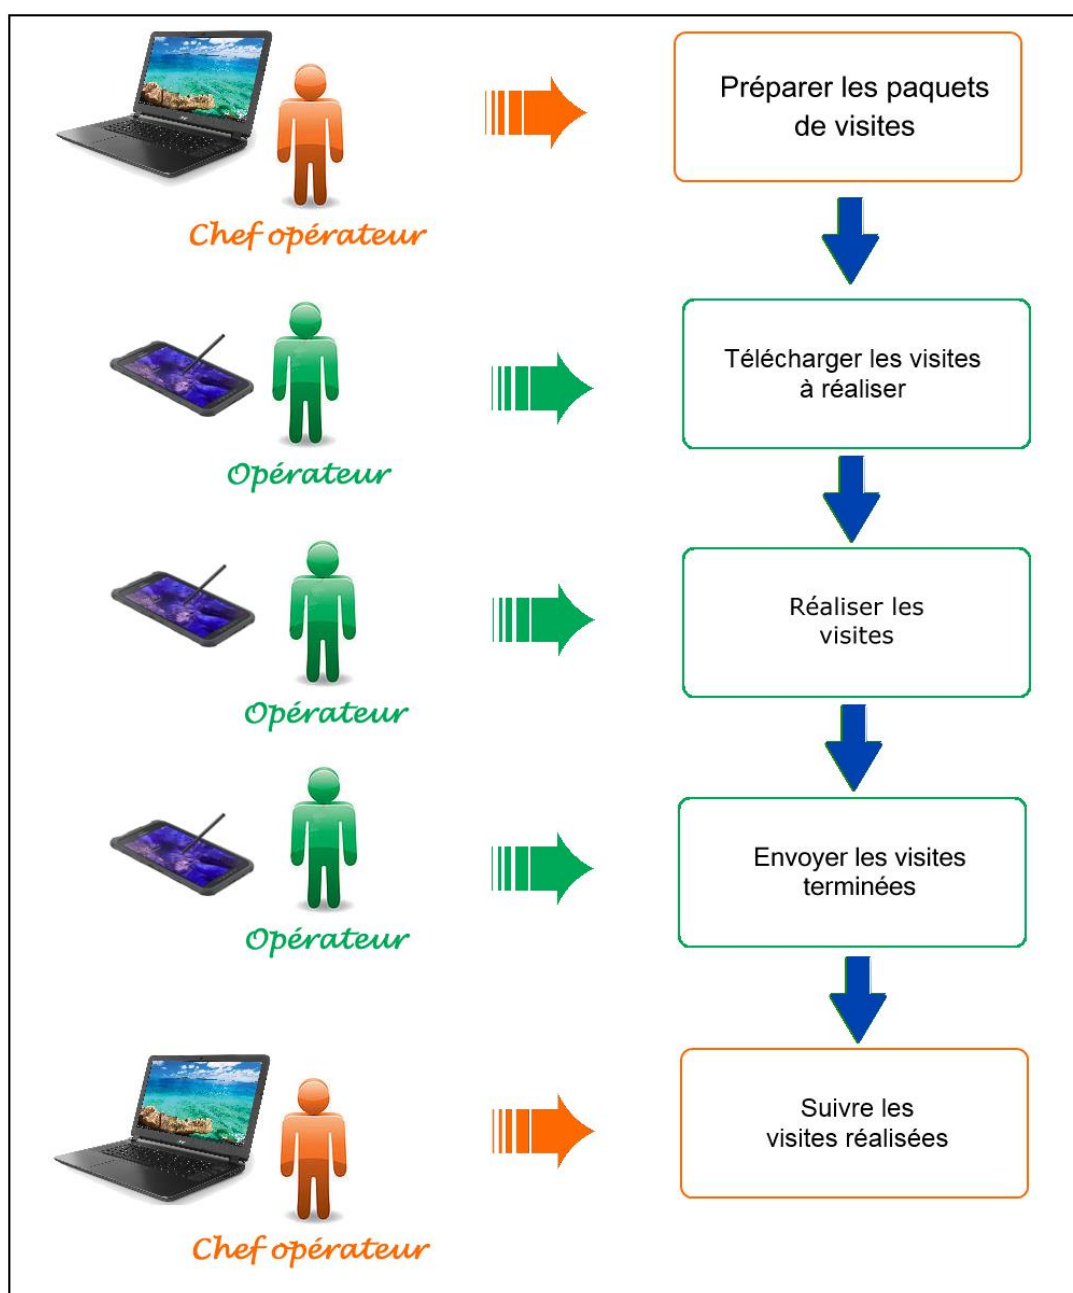 Préparer les paquets
de visites
Chef opérateur
Télécharger les visites
à réaliser
Opérateur
Réaliser les
visites
Opérateur
Envoyer les visites
terminées
Opérateur
Suivre les
visites réalisées
Chef opérateur